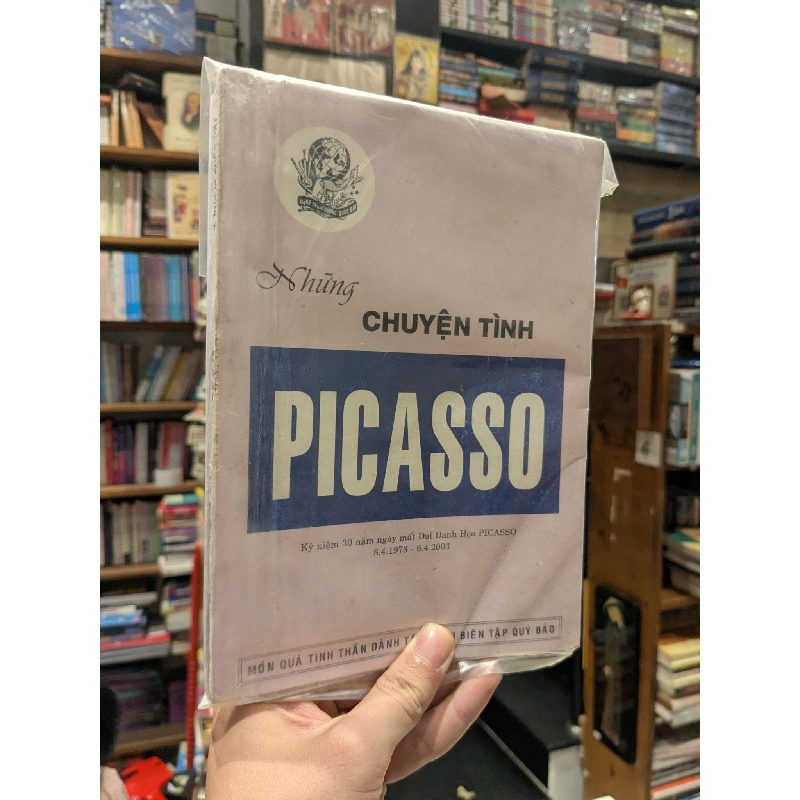 Những
CHUYỆN TÌNH
PICASSO
Kỷ niệm 30 năm ngày mất Đại Danh Họa PICASSO
8.4.1973 - 8.4.2003
MÓN QUÀ TINH THẦN DÀNH BIÊN TẬP QUÝ BÁO